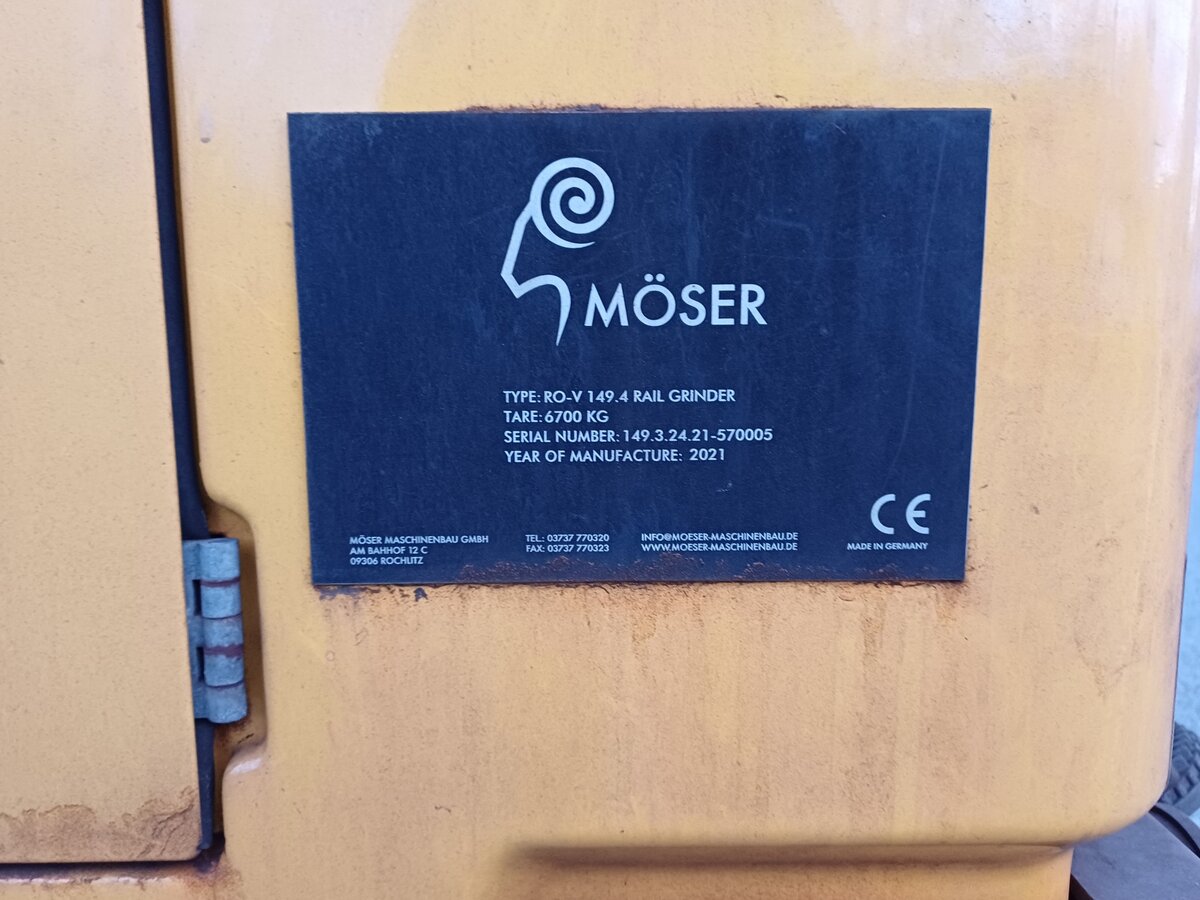 MÖSER
TYPE: RO-V 149.4 RAIL GRINDER
TARE: 6700 KG
SERIAL NUMBER: 149.3.24.21-570005
YEAR OF MANUFACTURE: 2021
MÖSER MASCHINENBAU GMBH
AM BAHHOF 12 C
09306 ROCHLITZ
TEL.: 03737 770320
FAX: 03737 770323
INFO@MOESER-MASCHINENBAU.DE
WWW.MOESER-MASCHINENBAU.DE
CE
MADE IN GERMANY